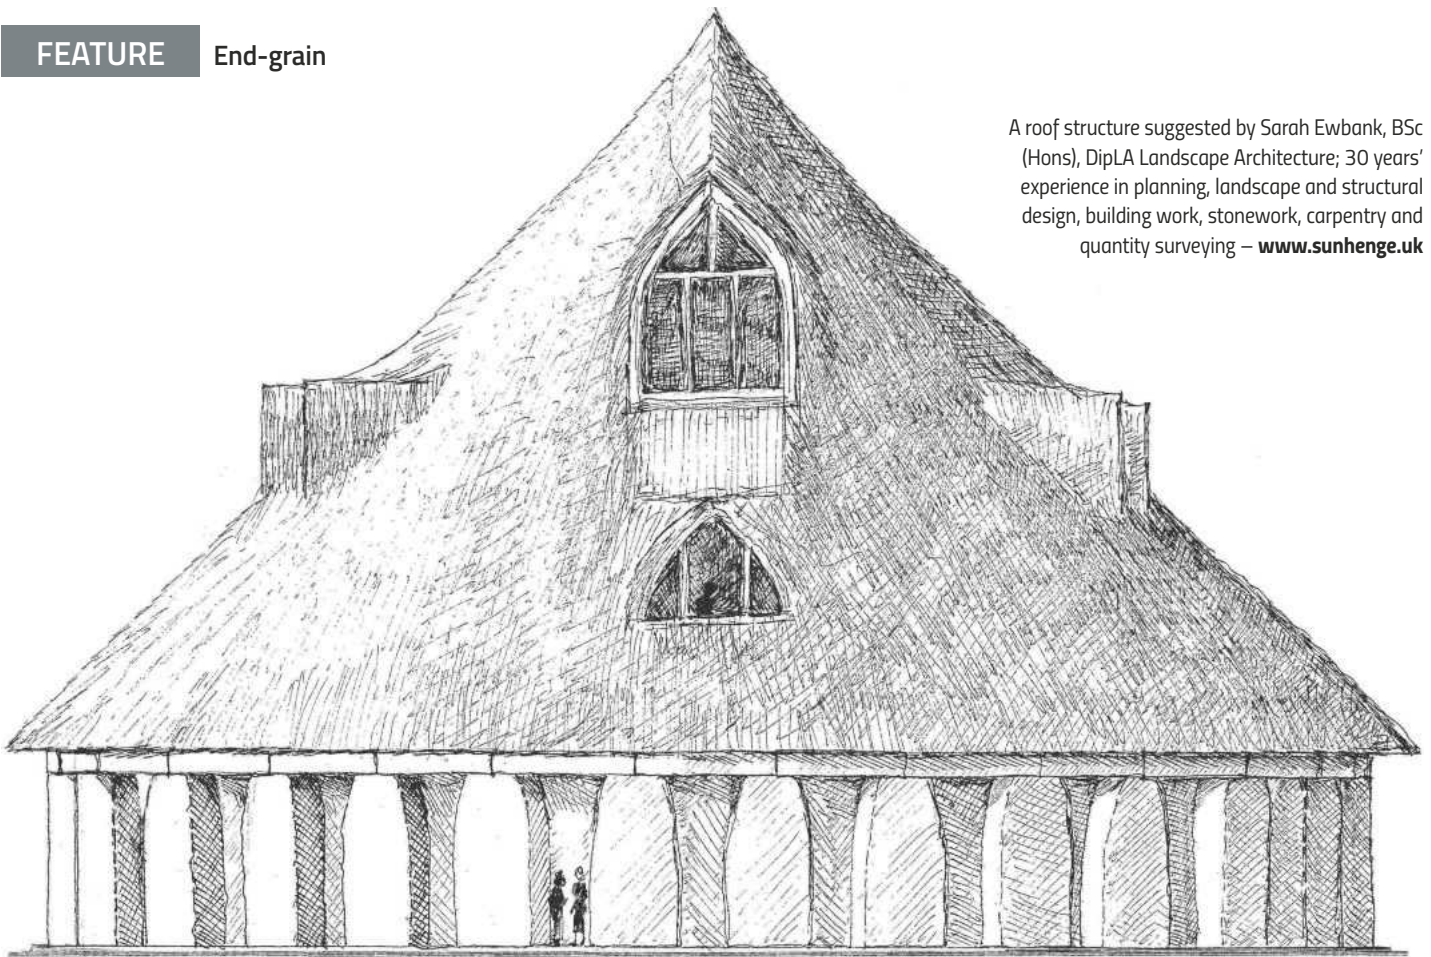 FEATURE
End-grain
A roof structure suggested by Sarah Ewbank, BSc
(Hons), DipLA Landscape Architecture; 30 years’
experience in planning, landscape and structural
design, building work, stonework, carpentry and
quantity surveying – www.sunhenge.uk